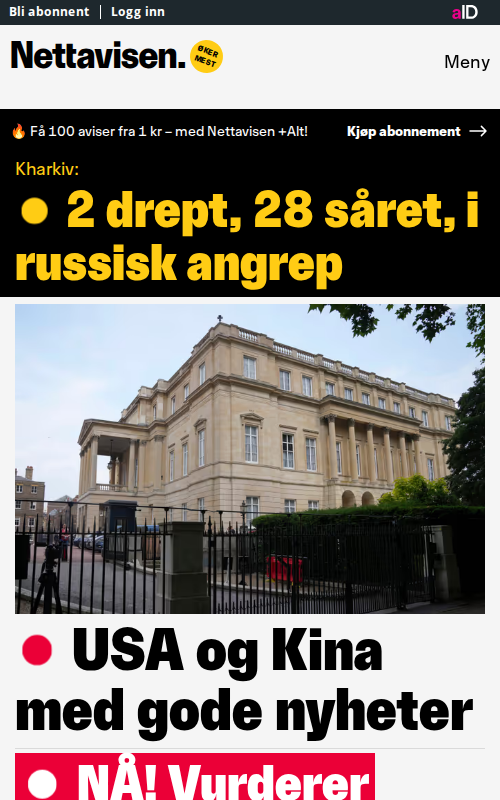 Bli abonnent | Logg inn
aID
Nettavisen.
ØKER
MEST
Meny
🔥 Få 100 aviser fra 1 kr – med Nettavisen +Alt!
Kjøp abonnement →
Kharkiv:
2 drept, 28 såret, i
russisk angrep
USA og Kina
med gode nyheter
NÅ! Vurderer